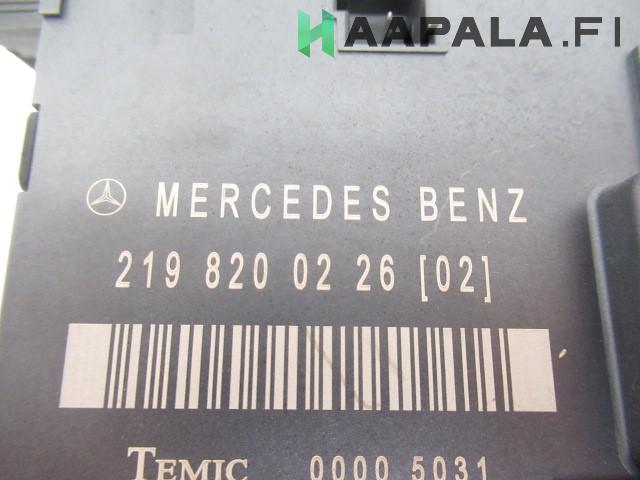 HAAPALA.FI
MERCEDES BENZ
219 820 02 26 [02]
TEMIC 0000 5031